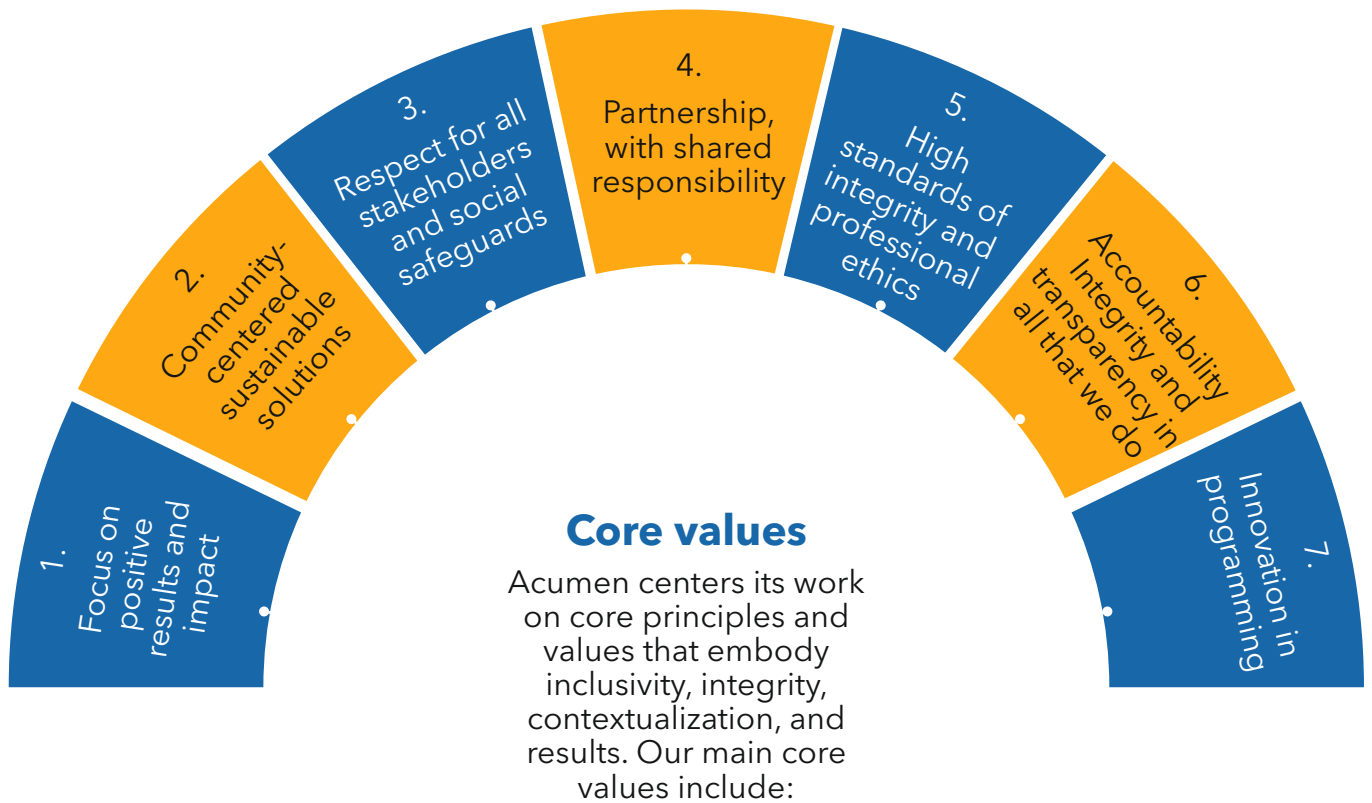 1.
Focus on
positive
results and
impact
2.
Community-
centered
sustainable
solutions
3.
Respect for all
stakeholders
and social
safeguards
4.
Partnership,
with shared
responsibility
5.
High
standards of
integrity and
professional
ethics
6.
Accountability
Integrity and
transparency in
all that we do
7.
Innovation in
programming
Core values
Acumen centers its work
on core principles and
values that embody
inclusivity, integrity,
contextualization, and
results. Our main core
values include: